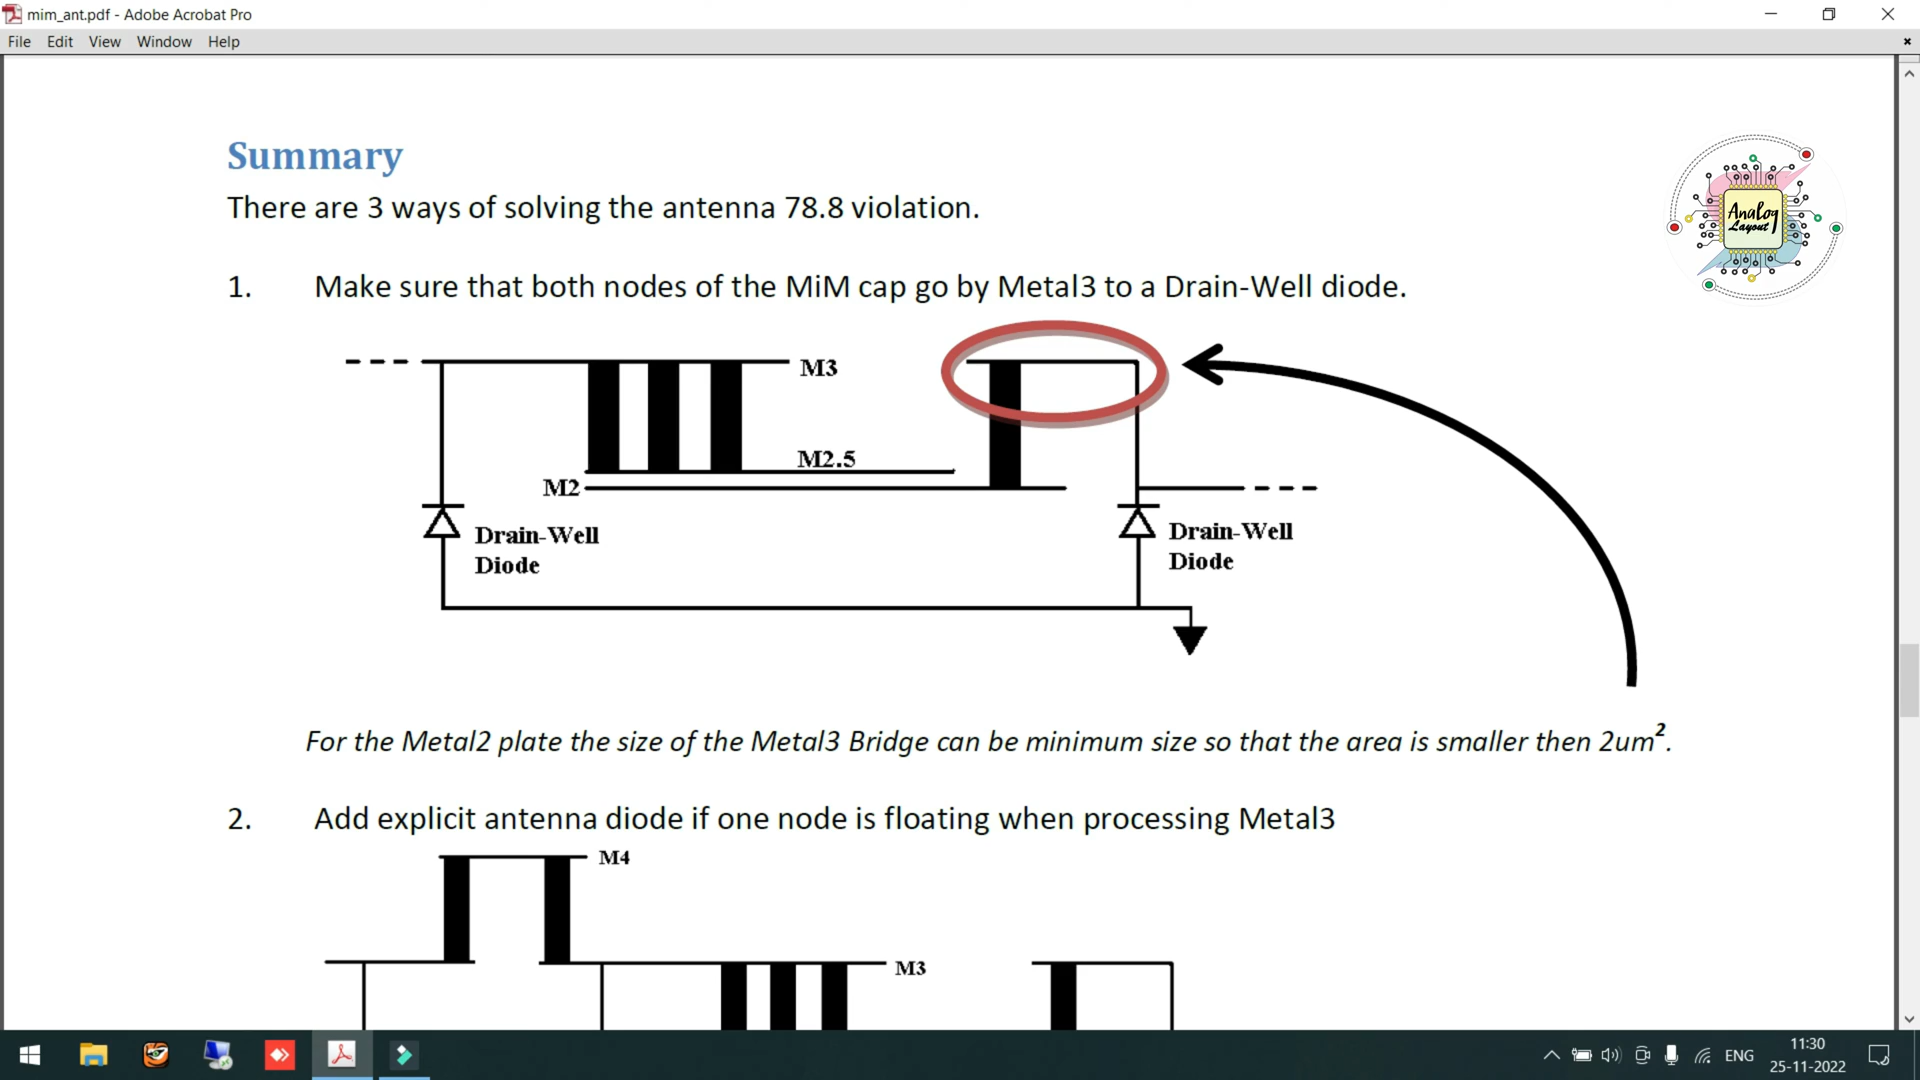 mim_ant.pdf - Adobe Acrobat Pro
File Edit View Window Help
Summary
There are 3 ways of solving the antenna 78.8 violation.
Analog
Layout
1. Make sure that both nodes of the MiM cap go by Metal3 to a Drain-Well diode.
M3
M2.5
M2
Drain-Well
Diode
Drain-Well
Diode
For the Metal2 plate the size of the Metal3 Bridge can be minimum size so that the area is smaller then 2um².
2. Add explicit antenna diode if one node is floating when processing Metal3
M4
M3
ENG
11:30
25-11-2022